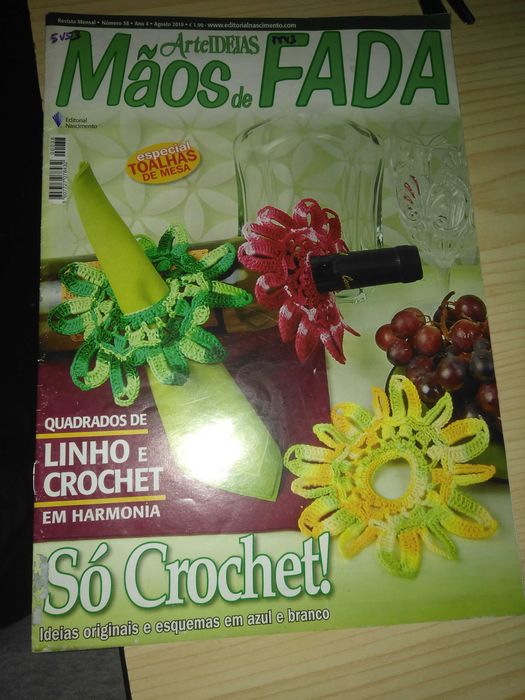 Revista Mensal • Número 38 • Ano 4 • Agosto 2010 • € 1,90 • www.editorialnascimento.com
ArteIDEIAS
Mãos de FADA
Editorial
Nascimento
especial
TOALHAS
DE MESA
QUADRADOS DE
LINHO E
CROCHET
EM HARMONIA
Só Crochet!
Ideias originais e esquemas em azul e branco